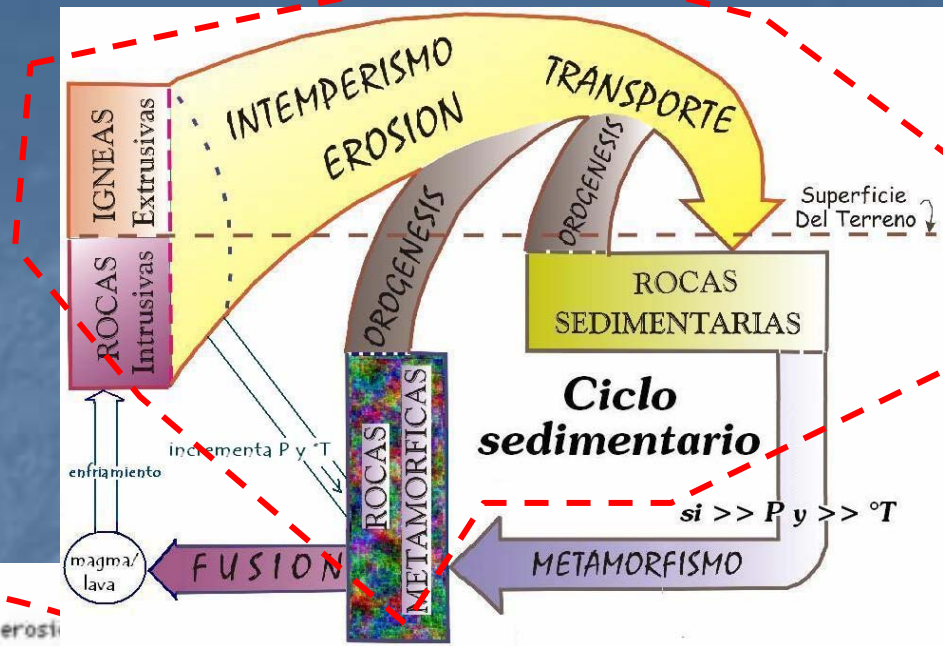 INTEMPERISMO
EROSION
TRANSPORTE
IGNEAS
Extrusivas
ROCAS
Intrusivas
OROGENESIS
OROGENESIS
Superficie
Del Terreno
ROCAS
SEDIMENTARIAS
Ciclo
sedimentario
incrementa P y °T
enfriamiento
ROCAS
METAMORFICAS
si >> P y >> °T
magma/
lava
FUSION
METAMORFISMO